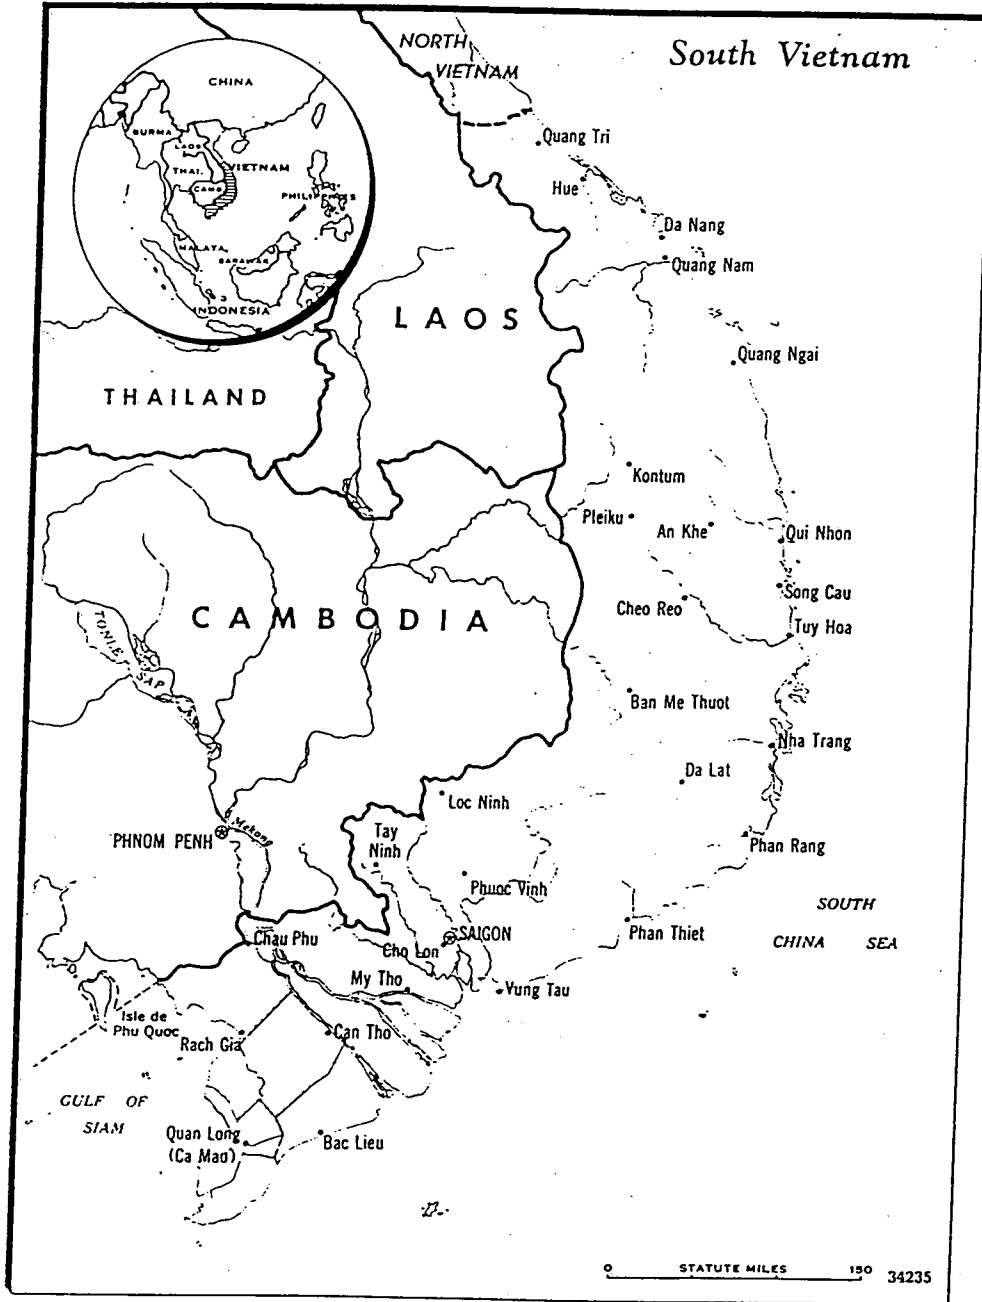 South Vietnam
NORTH
VIETNAM
CHINA
BURMA
LAOS
THAI.
VIETNAM
CAMB
PHILIPPINES
MALAYA
SARAWAK
INDONESIA
Quang Tri
Hue
Da Nang
Quang Nam
LAOS
Quang Ngai
THAILAND
Kontum
Pleiku
An Khe
Qui Nhon
Song Cau
Cheo Reo
CAMBODIA
Tuy Hoa
TONLE
SAP
Ban Me Thuot
Nha Trang
Da Lat
Loc Ninh
Mekong
PHNOM PENH
Tay
Ninh
Phan Rang
Phuoc Vinh
SOUTH
CHINA SEA
SAIGON
Phan Thiet
Chau Phu
Cho Lon
My Tho
Vung Tau
Isle de
Phu Quoc
Can Tho
Rach Gia
GULF OF
SIAM
Quan Long
(Ca Mau)
Bac Lieu
0 STATUTE MILES 150
34235